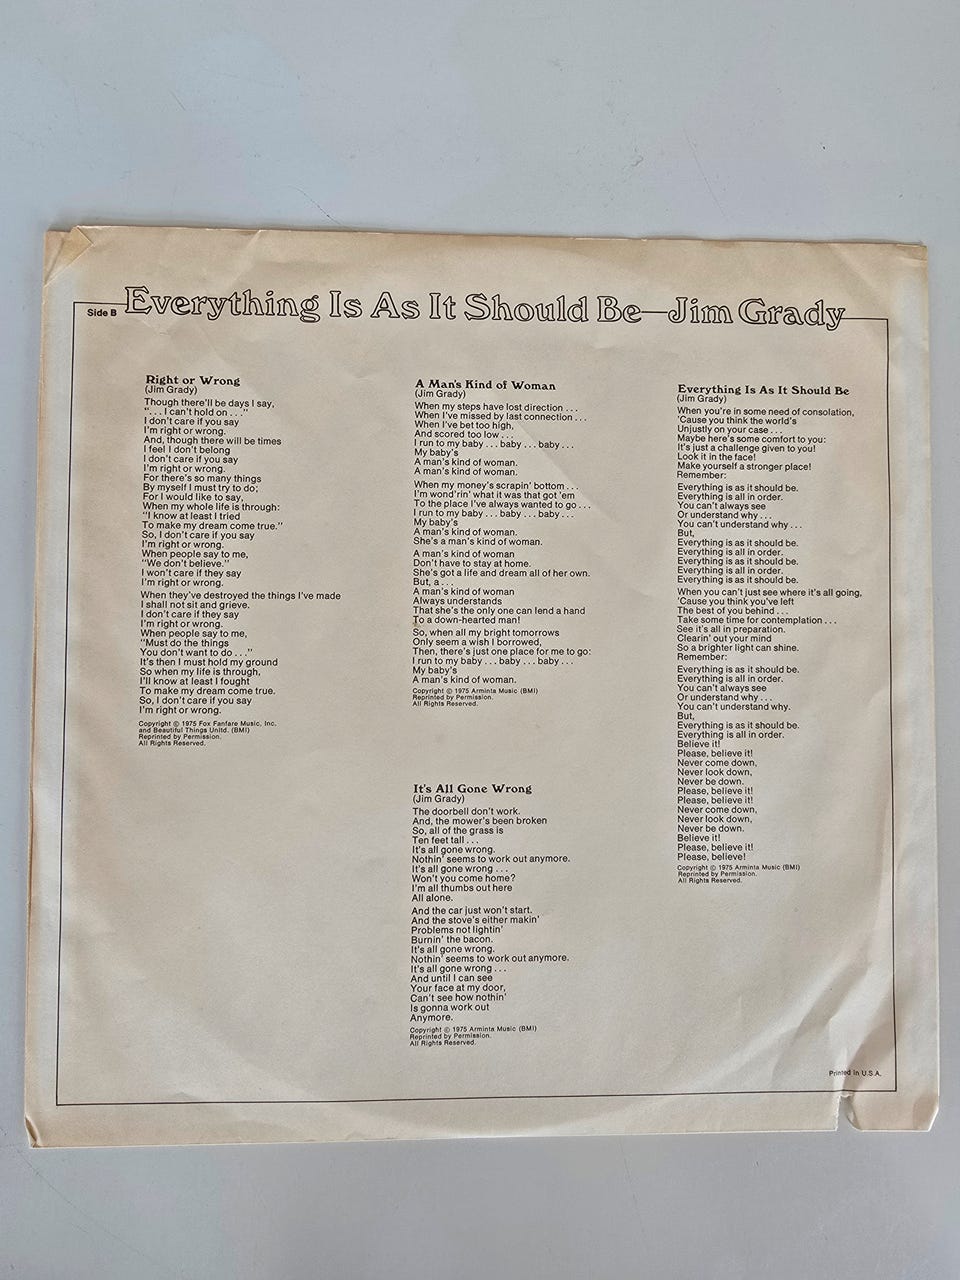 Side B
Everything Is As It Should Be—Jim Grady
Right or Wrong
(Jim Grady)
Though there'll be days I say,
". . . I can't hold on . . ."
I don't care if you say
I'm right or wrong.
And, though there will be times
I feel I don't belong
I don't care if you say
I'm right or wrong.
For there's so many things
By myself I must try to do;
For I would like to say,
When my whole life is through:
"I know at least I tried
To make my dream come true."
So, I don't care if you say
I'm right or wrong.
When people say to me,
"We don't believe."
I won't care if they say
I'm right or wrong.
When they've destroyed the things I've made
I shall not sit and grieve.
I don't care if they say
I'm right or wrong.
When people say to me,
"Must do the things
You don't want to do . . ."
It's then I must hold my ground
So when my life is through,
I'll know at least I fought
To make my dream come true.
So, I don't care if you say
I'm right or wrong.
Copyright © 1975 Fox Fanfare Music, Inc.
and Beautiful Things Unltd. (BMI)
Reprinted by Permission.
All Rights Reserved.
A Man's Kind of Woman
(Jim Grady)
When my steps have lost direction . . .
When I've missed by last connection . . .
When I've bet too high,
And scored too low . . .
I run to my baby . . . baby . . . baby . . .
My baby's
A man's kind of woman.
A man's kind of woman.
When my money's scrapin' bottom . . .
I'm wond'rin' what it was that got 'em
To the place I've always wanted to go . . .
I run to my baby . . . baby . . . baby . . .
My baby's
A man's kind of woman.
She's a man's kind of woman.
A man's kind of woman
Don't have to stay at home.
She's got a life and dream all of her own.
But, a . . .
A man's kind of woman
Always understands
That she's the only one can lend a hand
To a down-hearted man!
So, when all my bright tomorrows
Only seem a wish I borrowed,
Then, there's just one place for me to go:
I run to my baby . . . baby . . . baby . . .
My baby's
A man's kind of woman.
Copyright © 1975 Arminta Music (BMI)
Reprinted by Permission.
All Rights Reserved.
It's All Gone Wrong
(Jim Grady)
The doorbell don't work.
And, the mower's been broken
So, all of the grass is
Ten feet tall . . .
It's all gone wrong.
Nothin' seems to work out anymore.
It's all gone wrong . . .
Won't you come home?
I'm all thumbs out here
All alone.
And the car just won't start.
And the stove's either makin'
Problems not lightin'
Burnin' the bacon.
It's all gone wrong.
Nothin' seems to work out anymore.
It's all gone wrong . . .
And until I can see
Your face at my door,
Can't see how nothin'
Is gonna work out
Anymore.
Copyright © 1975 Arminta Music (BMI)
Reprinted by Permission.
All Rights Reserved.
Everything Is As It Should Be
(Jim Grady)
When you're in some need of consolation,
'Cause you think the world's
Unjustly on your case . . .
Maybe here's some comfort to you:
It's just a challenge given to you!
Look it in the face!
Make yourself a stronger place!
Remember:
Everything is as it should be.
Everything is all in order.
You can't always see
Or understand why . . .
You can't understand why . . .
But,
Everything is as it should be.
Everything is all in order.
Everything is as it should be.
Everything is all in order.
Everything is as it should be.
When you can't just see where it's all going,
'Cause you think you've left
The best of you behind . . .
Take some time for contemplation . . .
See it's all in preparation.
Clearin' out your mind
So a brighter light can shine.
Remember:
Everything is as it should be.
Everything is all in order.
You can't always see
Or understand why . . .
You can't understand why.
But,
Everything is as it should be.
Everything is all in order.
Believe it!
Please, believe it!
Never come down,
Never look down,
Never be down.
Please, believe it!
Please, believe it!
Never come down,
Never look down,
Never be down.
Believe it!
Please, believe it!
Please, believe!
Copyright © 1975 Arminta Music (BMI)
Reprinted by Permission.
All Rights Reserved.
Printed in U.S.A.